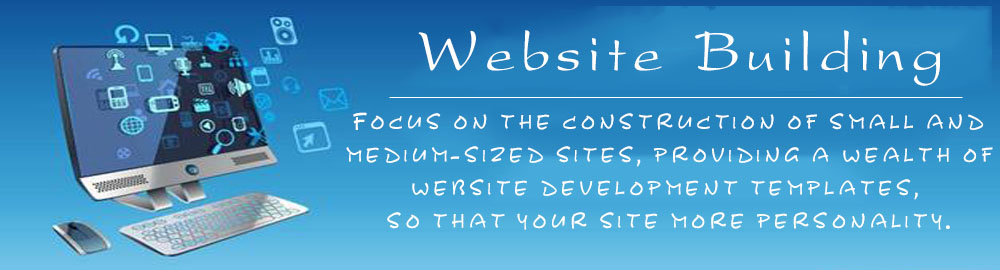 Website Building
FOCUS ON THE CONSTRUCTION OF SMALL AND
MEDIUM-SIZED SITES, PROVIDING A WEALTH OF
WEBSITE DEVELOPMENT TEMPLATES,
SO THAT YOUR SITE MORE PERSONALITY.